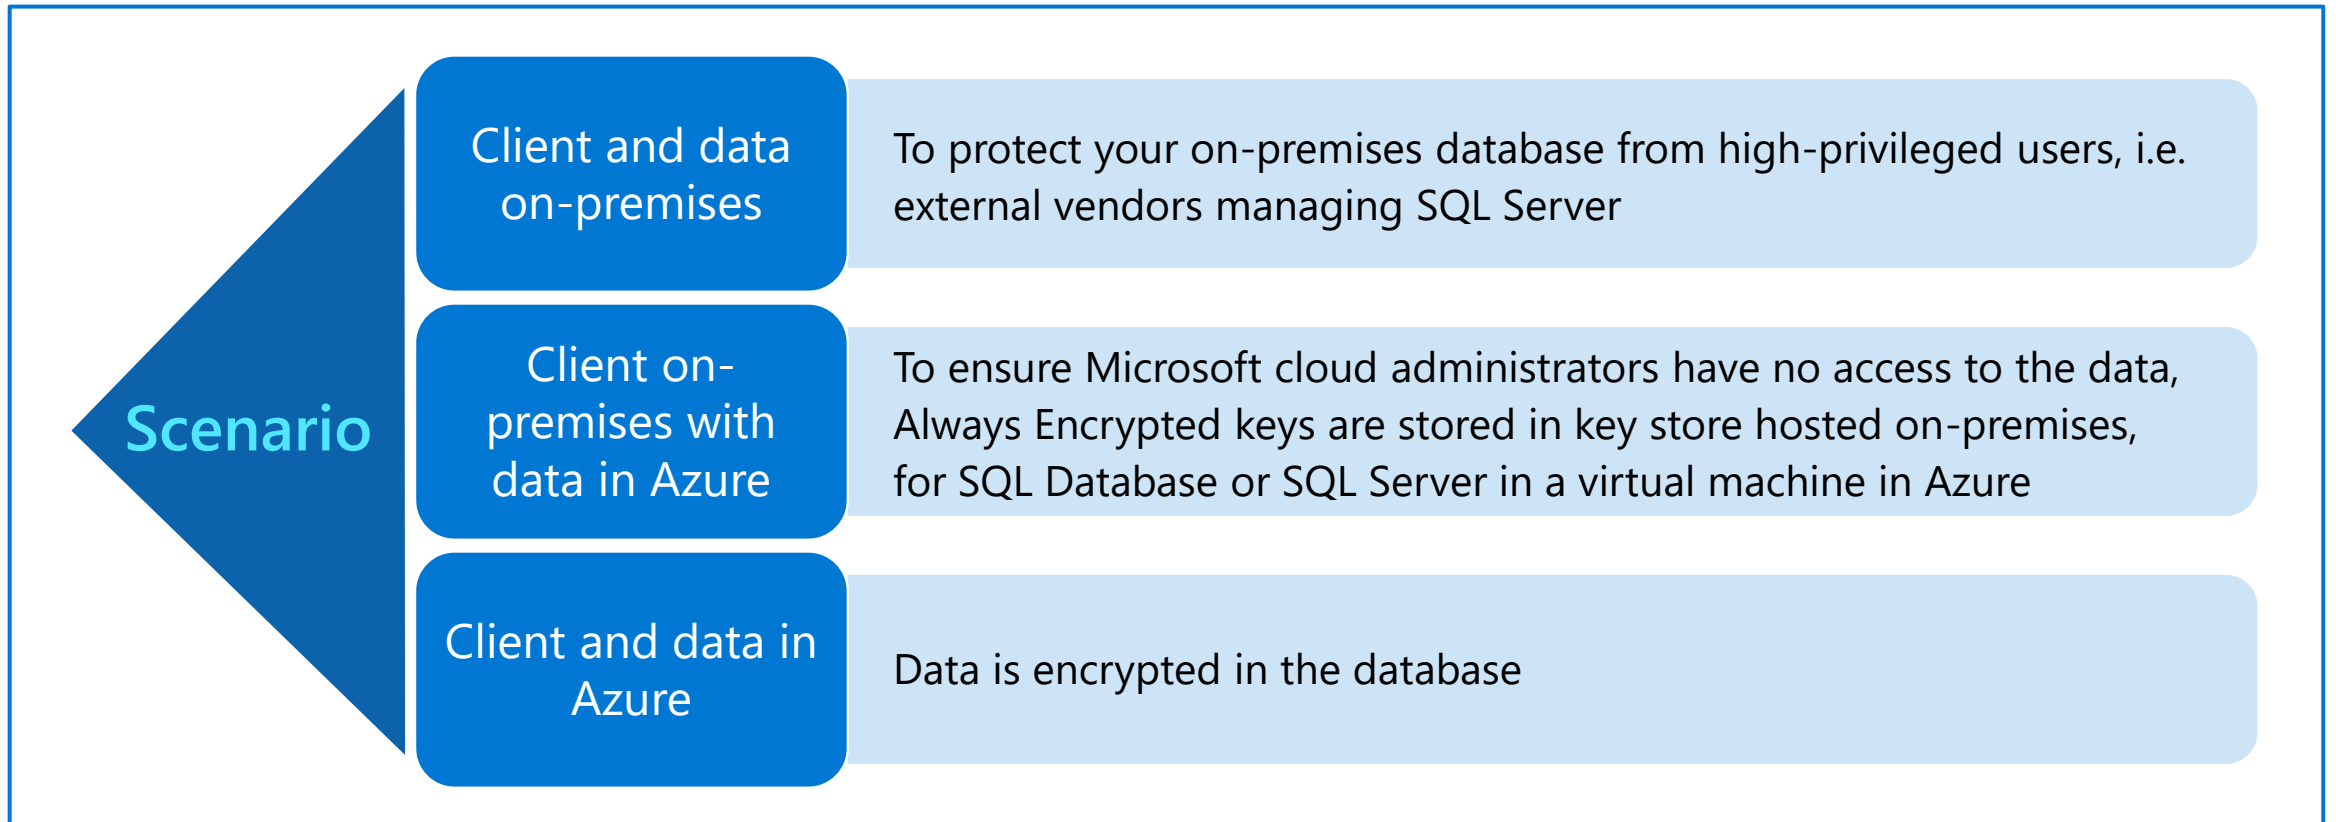 Scenario
Client and data
on-premises
To protect your on-premises database from high-privileged users, i.e.
external vendors managing SQL Server
Client on-
premises with
data in Azure
To ensure Microsoft cloud administrators have no access to the data,
Always Encrypted keys are stored in key store hosted on-premises,
for SQL Database or SQL Server in a virtual machine in Azure
Client and data in
Azure
Data is encrypted in the database